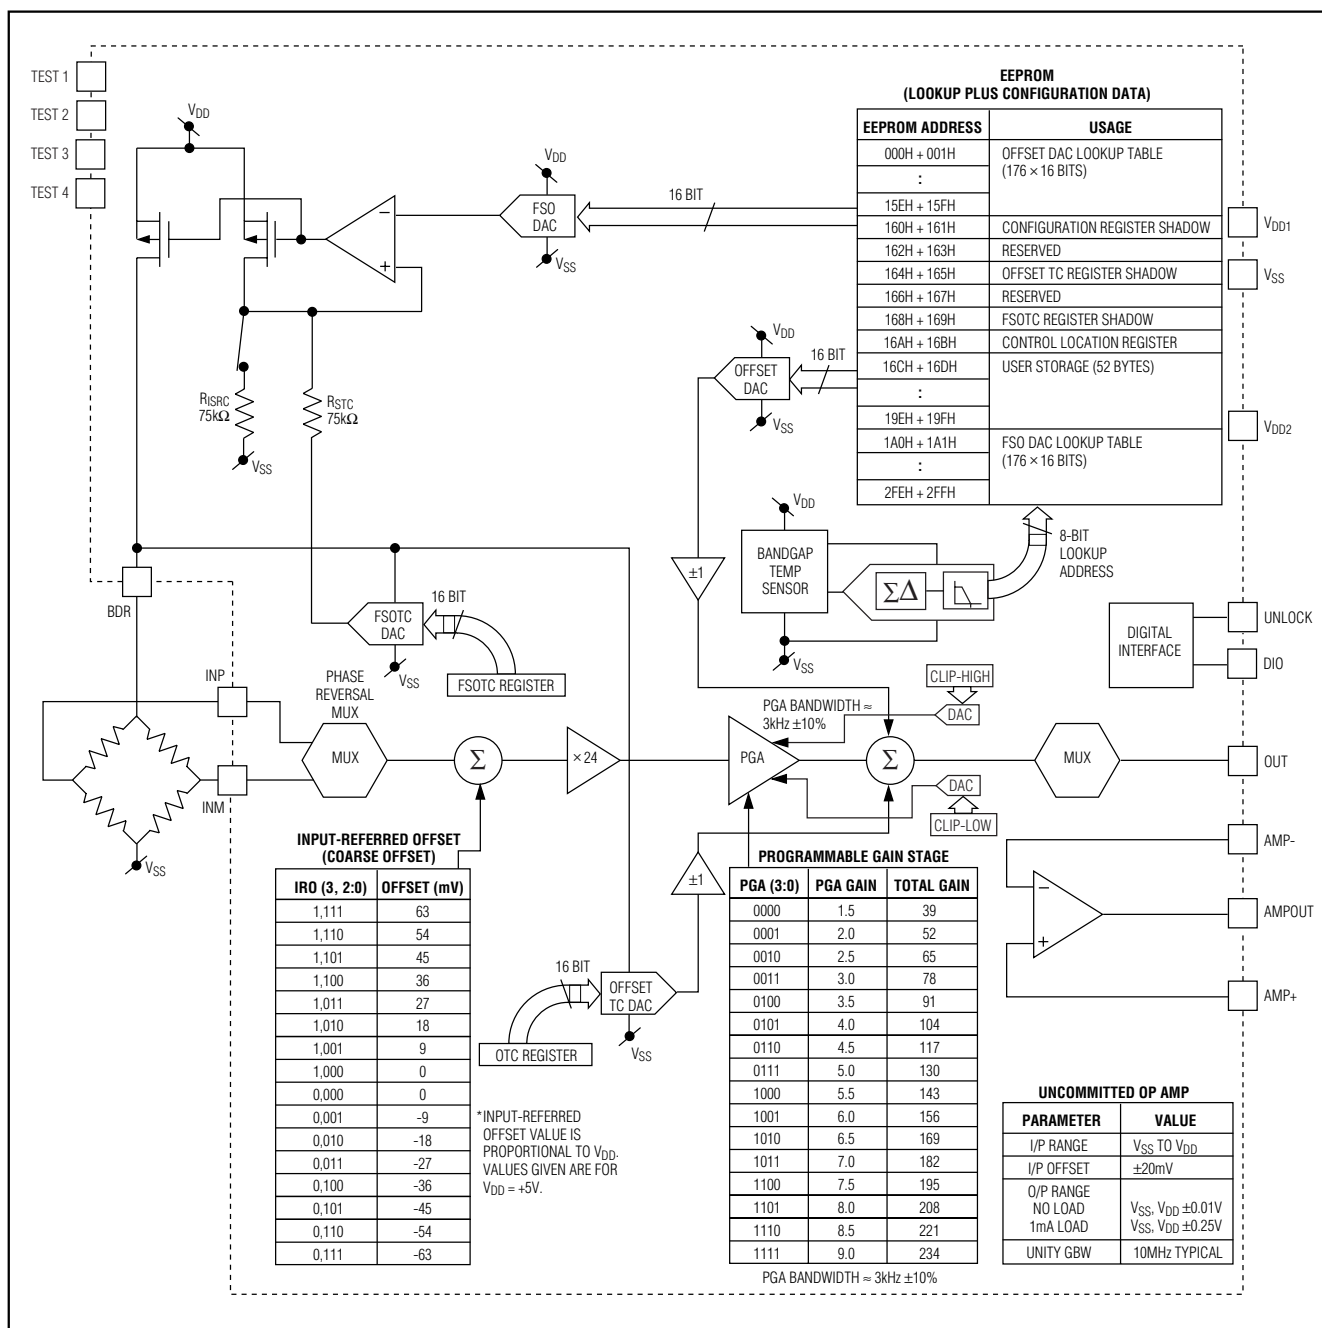 TEST 1
TEST 2
TEST 3
TEST 4
VDD
VDD
FSO
DAC
VSS
16 BIT
−
+
RISRC
75kΩ
VSS
RSTC
75kΩ
EEPROM
(LOOKUP PLUS CONFIGURATION DATA)
EEPROM ADDRESS USAGE
000H + 001H OFFSET DAC LOOKUP TABLE
(176 × 16 BITS)
:
15EH + 15FH
160H + 161H CONFIGURATION REGISTER SHADOW
162H + 163H RESERVED
164H + 165H OFFSET TC REGISTER SHADOW
166H + 167H RESERVED
168H + 169H FSOTC REGISTER SHADOW
16AH + 16BH CONTROL LOCATION REGISTER
16CH + 16DH USER STORAGE (52 BYTES)
:
19EH + 19FH
1A0H + 1A1H FSO DAC LOOKUP TABLE
(176 × 16 BITS)
:
2FEH + 2FFH
VDD1
VSS
VDD2
VDD
OFFSET
DAC
VSS
16 BIT
±1
VDD
BANDGAP
TEMP
SENSOR
VSS
ΣΔ
8-BIT
LOOKUP
ADDRESS
DIGITAL
INTERFACE
UNLOCK
DIO
BDR
FSOTC
DAC
VSS
16 BIT
FSOTC REGISTER
INP
INM
VSS
PHASE
REVERSAL
MUX
MUX
Σ
×24
PGA BANDWIDTH ≈
3kHz ±10%
PGA
CLIP-HIGH
DAC
Σ
DAC
CLIP-LOW
MUX
OUT
±1
INPUT-REFERRED OFFSET
(COARSE OFFSET)
IRO (3, 2:0) OFFSET (mV)
1,111 63
1,110 54
1,101 45
1,100 36
1,011 27
1,010 18
1,001 9
1,000 0
0,000 0
0,001 -9
0,010 -18
0,011 -27
0,100 -36
0,101 -45
0,110 -54
0,111 -63
16 BIT
OFFSET
TC DAC
VSS
OTC REGISTER
*INPUT-REFERRED
OFFSET VALUE IS
PROPORTIONAL TO VDD.
VALUES GIVEN ARE FOR
VDD = +5V.
PROGRAMMABLE GAIN STAGE
PGA (3:0) PGA GAIN TOTAL GAIN
0000 1.5 39
0001 2.0 52
0010 2.5 65
0011 3.0 78
0100 3.5 91
0101 4.0 104
0110 4.5 117
0111 5.0 130
1000 5.5 143
1001 6.0 156
1010 6.5 169
1011 7.0 182
1100 7.5 195
1101 8.0 208
1110 8.5 221
1111 9.0 234
PGA BANDWIDTH ≈ 3kHz ±10%
AMP-
−
+
AMPOUT
AMP+
UNCOMMITTED OP AMP
PARAMETER VALUE
I/P RANGE VSS TO VDD
I/P OFFSET ±20mV
O/P RANGE
NO LOAD VSS, VDD ±0.01V
1mA LOAD VSS, VDD ±0.25V
UNITY GBW 10MHz TYPICAL